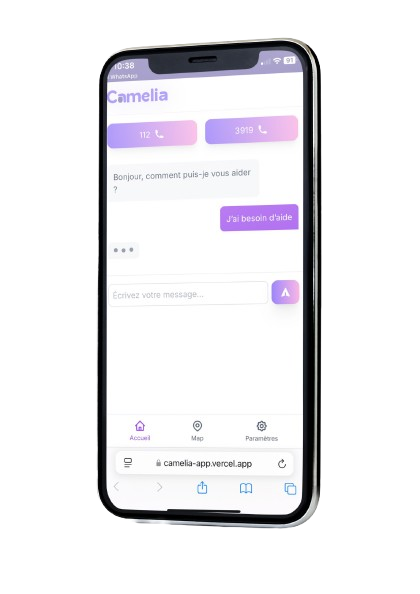 10:38
91
WhatsApp
Camelia
112
3919
Bonjour, comment puis-je vous aider
?
J'ai besoin d'aide
Écrivez votre message...
Accueil
Map
Paramètres
camelia-app.vercel.app